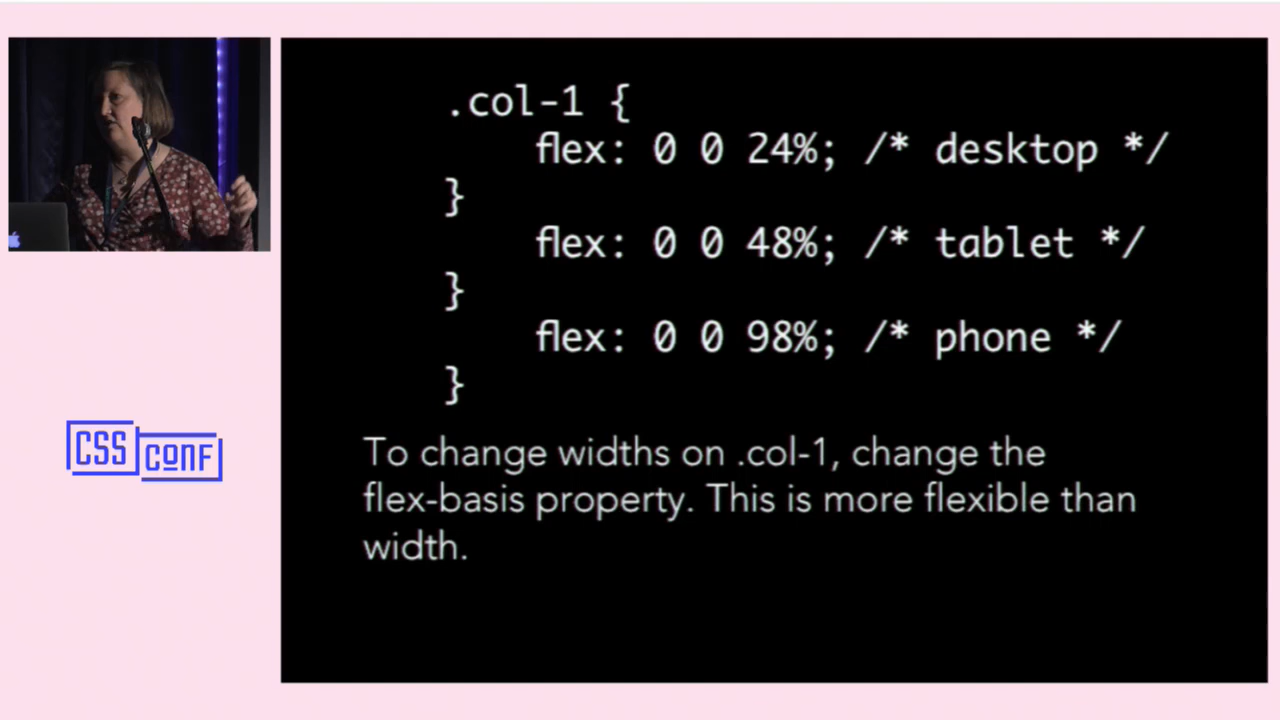 .col-1 {
flex: 0 0 24%; /* desktop */
}
flex: 0 0 48%; /* tablet */
}
flex: 0 0 98%; /* phone */
}
To change widths on .col-1, change the
flex-basis property. This is more flexible than
width.
CSS
CONF